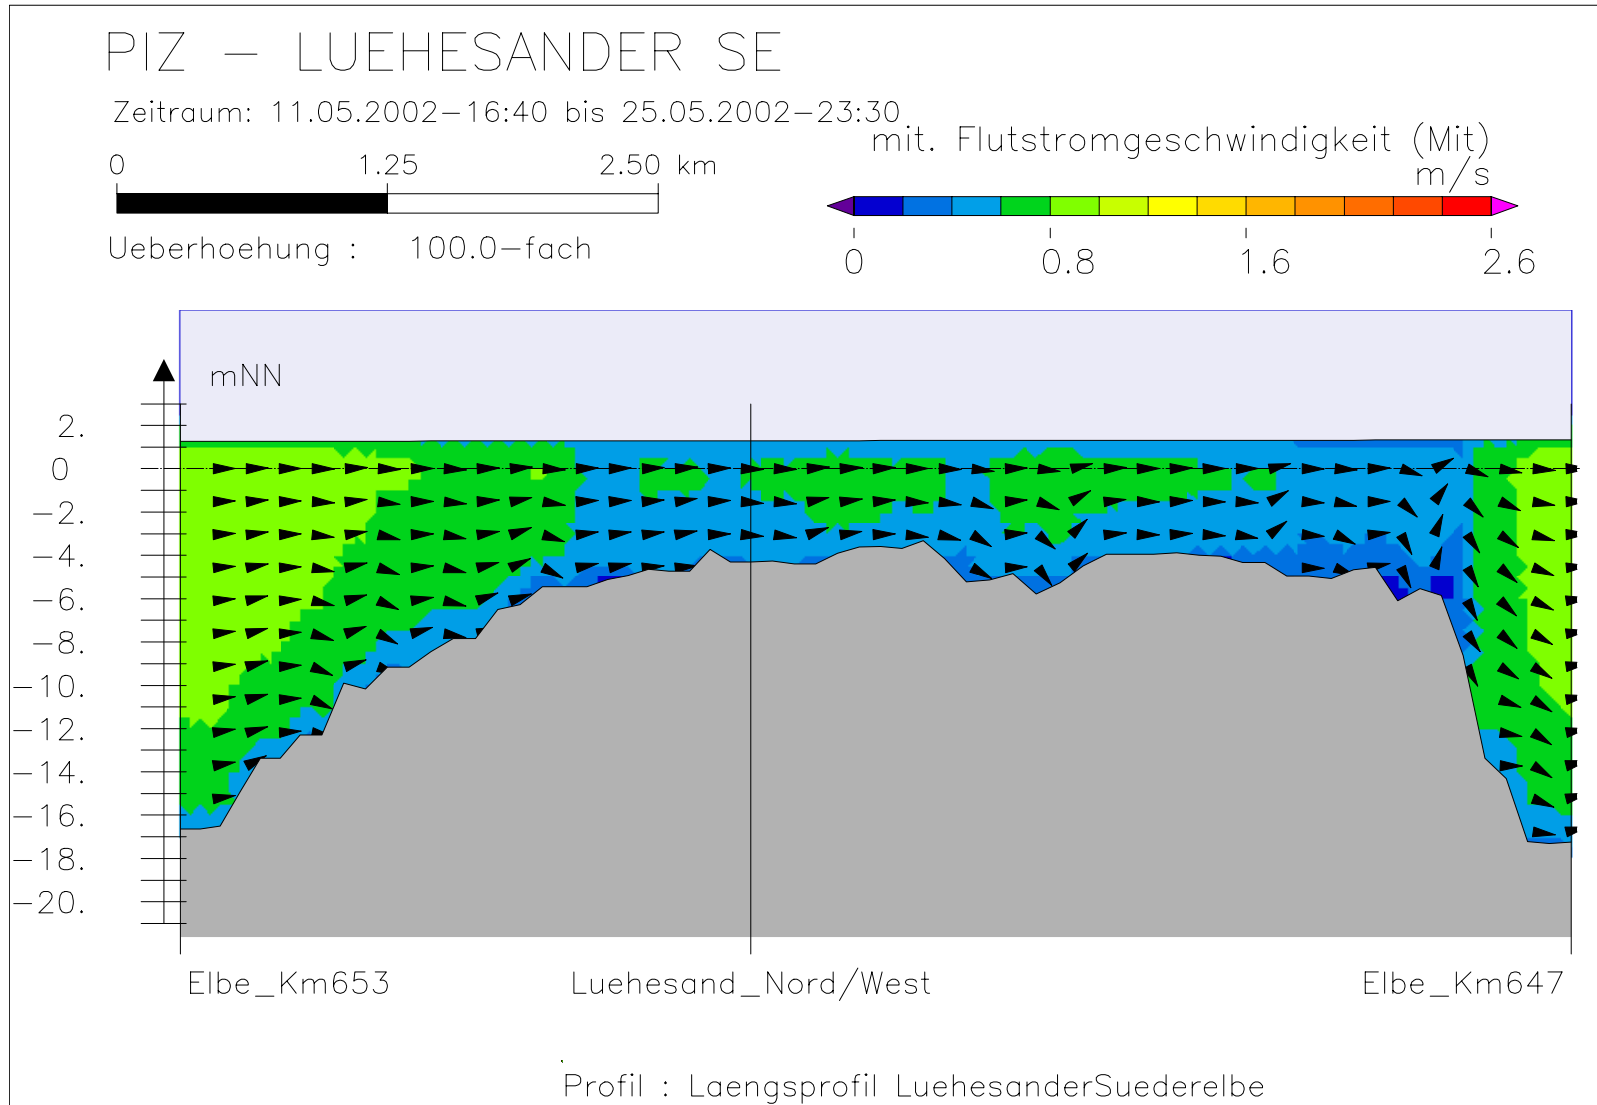 PIZ - LUEHESANDER SE
Zeitraum: 11.05.2002-16:40 bis 25.05.2002-23:30
0 1.25 2.50 km
Ueberhoehung : 100.0-fach
mit. Flutstromgeschwindigkeit (Mit)
m/s
0 0.8 1.6 2.6
mNN
2.
0
-2.
-4.
-6.
-8.
-10.
-12.
-14.
-16.
-18.
-20.
Elbe_Km653 Luehesand_Nord/West Elbe_Km647
Profil : Laengsprofil LuehesanderSuederelbe